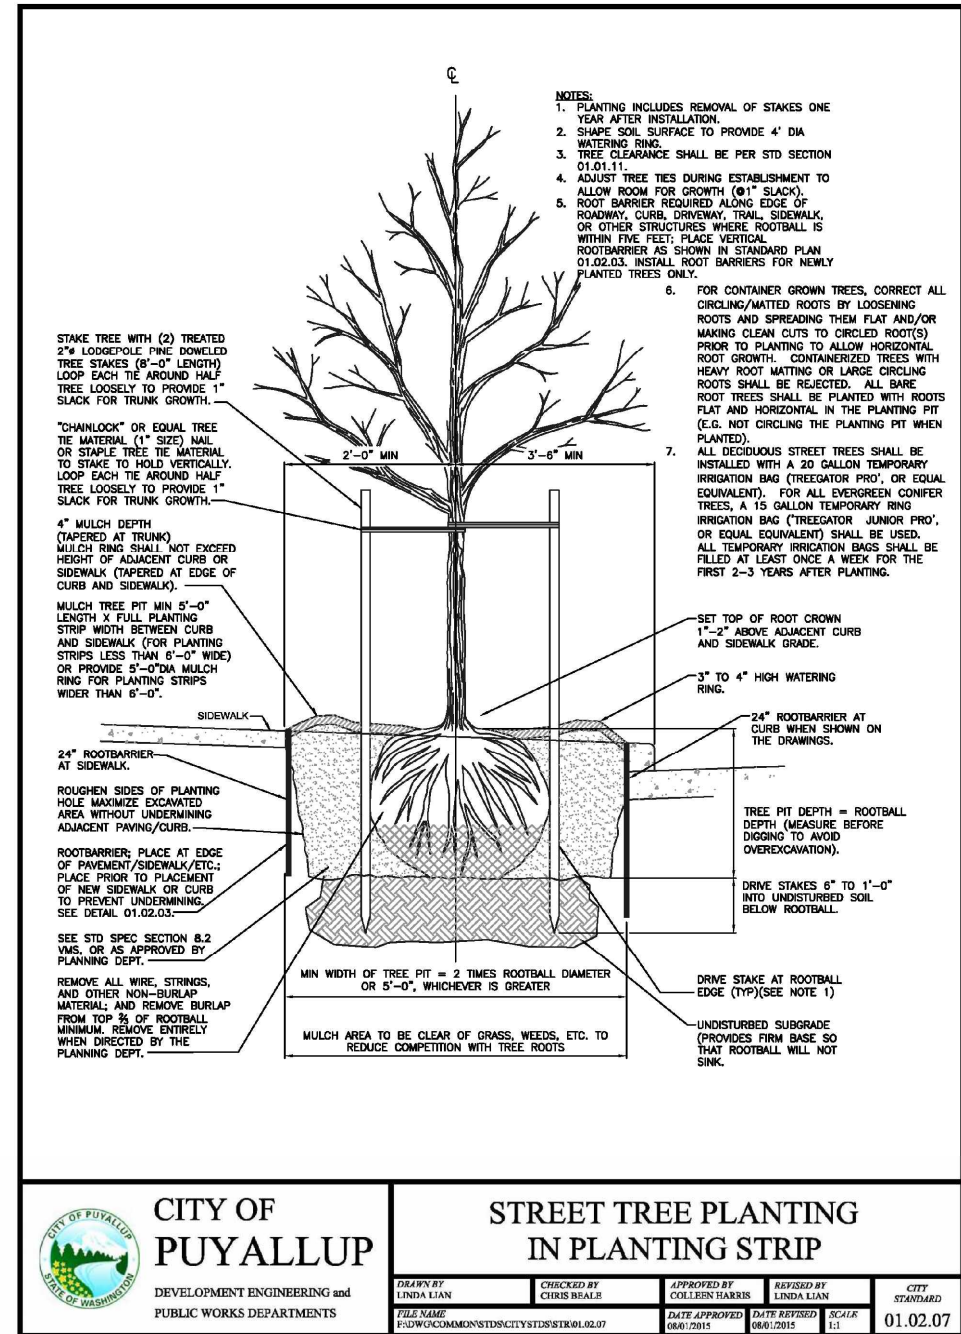 ℄
NOTES:
1. PLANTING INCLUDES REMOVAL OF STAKES ONE
YEAR AFTER INSTALLATION.
2. SHAPE SOIL SURFACE TO PROVIDE 4' DIA
WATERING RING.
3. TREE CLEARANCE SHALL BE PER STD SECTION
01.01.11.
4. ADJUST TREE TIES DURING ESTABLISHMENT TO
ALLOW ROOM FOR GROWTH (@1" SLACK).
5. ROOT BARRIER REQUIRED ALONG EDGE OF
ROADWAY, CURB, DRIVEWAY, TRAIL, SIDEWALK,
OR OTHER STRUCTURES WHERE ROOTBALL IS
WITHIN FIVE FEET; PLACE VERTICAL
ROOTBARRIER AS SHOWN IN STANDARD PLAN
01.02.03. INSTALL ROOT BARRIERS FOR NEWLY
PLANTED TREES ONLY.
6. FOR CONTAINER GROWN TREES, CORRECT ALL
CIRCLING/MATTED ROOTS BY LOOSENING
ROOTS AND SPREADING THEM FLAT AND/OR
MAKING CLEAN CUTS TO CIRCLED ROOT(S)
PRIOR TO PLANTING TO ALLOW HORIZONTAL
ROOT GROWTH. CONTAINERIZED TREES WITH
HEAVY ROOT MATTING OR LARGE CIRCLING
ROOTS SHALL BE REJECTED. ALL BARE
ROOT TREES SHALL BE PLANTED WITH ROOTS
FLAT AND HORIZONTAL IN THE PLANTING PIT
(E.G. NOT CIRCLING THE PLANTING PIT WHEN
PLANTED).
7. ALL DECIDUOUS STREET TREES SHALL BE
INSTALLED WITH A 20 GALLON TEMPORARY
IRRIGATION BAG (TREEGATOR PRO', OR EQUAL
EQUIVALENT). FOR ALL EVERGREEN CONIFER
TREES, A 15 GALLON TEMPORARY RING
IRRIGATION BAG ('TREEGATOR JUNIOR PRO',
OR EQUAL EQUIVALENT) SHALL BE USED.
ALL TEMPORARY IRRICATION BAGS SHALL BE
FILLED AT LEAST ONCE A WEEK FOR THE
FIRST 2-3 YEARS AFTER PLANTING.
STAKE TREE WITH (2) TREATED
2"ø LODGEPOLE PINE DOWELED
TREE STAKES (8'-0" LENGTH)
LOOP EACH TIE AROUND HALF
TREE LOOSELY TO PROVIDE 1"
SLACK FOR TRUNK GROWTH.
"CHAINLOCK" OR EQUAL TREE
TIE MATERIAL (1" SIZE) NAIL
OR STAPLE TREE TIE MATERIAL
TO STAKE TO HOLD VERTICALLY.
LOOP EACH TIE AROUND HALF
TREE LOOSELY TO PROVIDE 1"
SLACK FOR TRUNK GROWTH.
2'-0" MIN
3'-6" MIN
4" MULCH DEPTH
(TAPERED AT TRUNK)
MULCH RING SHALL NOT EXCEED
HEIGHT OF ADJACENT CURB OR
SIDEWALK (TAPERED AT EDGE OF
CURB AND SIDEWALK).
MULCH TREE PIT MIN 5'-0"
LENGTH X FULL PLANTING
STRIP WIDTH BETWEEN CURB
AND SIDEWALK (FOR PLANTING
STRIPS LESS THAN 6'-0" WIDE)
OR PROVIDE 5'-0"DIA MULCH
RING FOR PLANTING STRIPS
WIDER THAN 6'-0".
SIDEWALK
24" ROOTBARRIER
AT SIDEWALK.
ROUGHEN SIDES OF PLANTING
HOLE MAXIMIZE EXCAVATED
AREA WITHOUT UNDERMINING
ADJACENT PAVING/CURB.
ROOTBARRIER; PLACE AT EDGE
OF PAVEMENT/SIDEWALK/ETC.;
PLACE PRIOR TO PLACEMENT
OF NEW SIDEWALK OR CURB
TO PREVENT UNDERMINING.
SEE DETAIL 01.02.03.
SEE STD SPEC SECTION 8.2
VMS, OR AS APPROVED BY
PLANNING DEPT.
REMOVE ALL WIRE, STRINGS,
AND OTHER NON-BURLAP
MATERIAL; AND REMOVE BURLAP
FROM TOP ⅔ OF ROOTBALL
MINIMUM. REMOVE ENTIRELY
WHEN DIRECTED BY THE
PLANNING DEPT.
SET TOP OF ROOT CROWN
1"-2" ABOVE ADJACENT CURB
AND SIDEWALK GRADE.
3" TO 4" HIGH WATERING
RING.
24" ROOTBARRIER AT
CURB WHEN SHOWN ON
THE DRAWINGS.
TREE PIT DEPTH = ROOTBALL
DEPTH (MEASURE BEFORE
DIGGING TO AVOID
OVEREXCAVATION).
DRIVE STAKES 6" TO 1'-0"
INTO UNDISTURBED SOIL
BELOW ROOTBALL.
DRIVE STAKE AT ROOTBALL
EDGE (TYP)(SEE NOTE 1)
UNDISTURBED SUBGRADE
(PROVIDES FIRM BASE SO
THAT ROOTBALL WILL NOT
SINK.
MIN WIDTH OF TREE PIT = 2 TIMES ROOTBALL DIAMETER
OR 5'-0", WHICHEVER IS GREATER
MULCH AREA TO BE CLEAR OF GRASS, WEEDS, ETC. TO
REDUCE COMPETITION WITH TREE ROOTS
CITY OF PUYALLUP
STATE OF WASHINGTON
CITY OF
PUYALLUP
DEVELOPMENT ENGINEERING and
PUBLIC WORKS DEPARTMENTS
STREET TREE PLANTING
IN PLANTING STRIP
DRAWN BY
LINDA LIAN
CHECKED BY
CHRIS BEALE
APPROVED BY
COLLEEN HARRIS
REVISED BY
LINDA LIAN
CITY
STANDARD
01.02.07
FILE NAME
F:\DWG\COMMON\STDS\CITYSTDS\STR\01.02.07
DATE APPROVED
08/01/2015
DATE REVISED
08/01/2015
SCALE
1:1